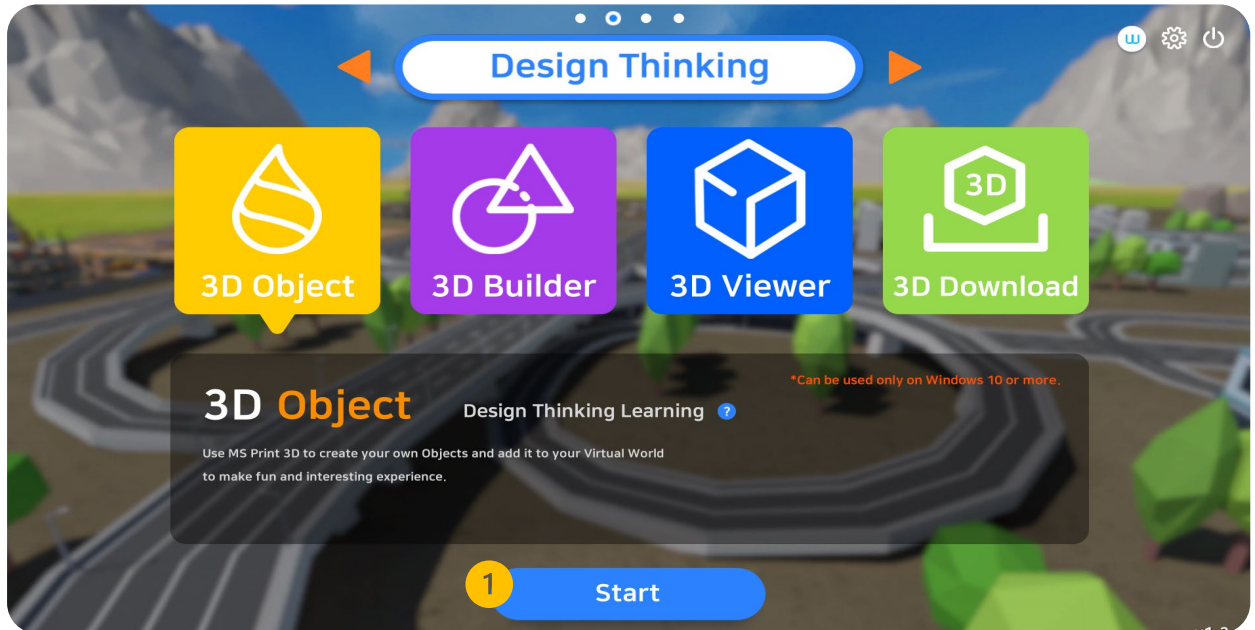 Design Thinking
3D
3D Object
3D Builder
3D Viewer
3D Download
*Can be used only on Windows 10 or more.
3D Object
Design Thinking Learning ?
Use MS Print 3D to create your own Objects and add it to your Virtual World
to make fun and interesting experience.
1
Start